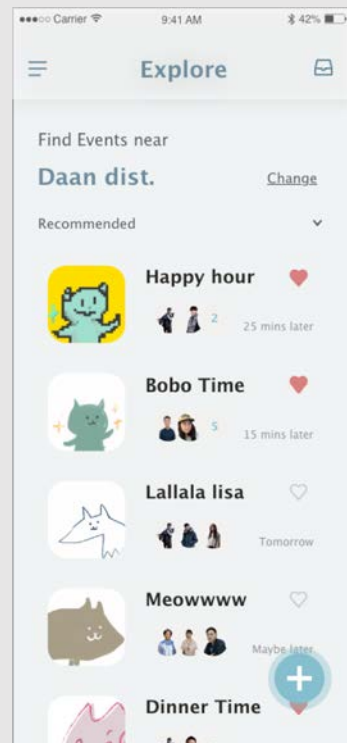 Carrier 9:41 AM 42%
Explore
Find Events near
Daan dist. Change
Recommended
Happy hour
2 25 mins later
Bobo Time
5 15 mins later
Lallala lisa
Tomorrow
Meowwww
Maybe later
Dinner Time